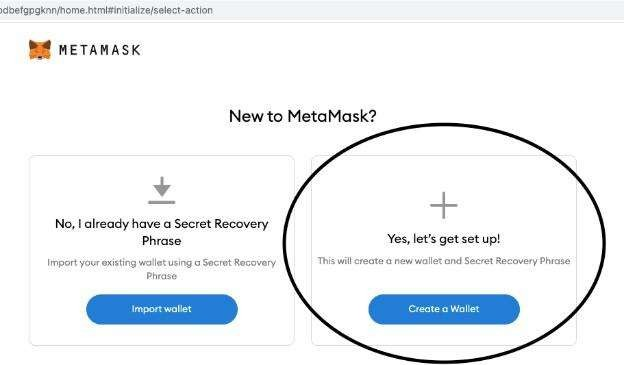 odbefgpgknn/home.html#initialize/select-action
METAMASK
New to MetaMask?
No, I already have a Secret Recovery
Phrase
Import your existing wallet using a Secret Recovery
Phrase
Import wallet
Yes, let's get set up!
This will create a new wallet and Secret Recovery Phrase
Create a Wallet